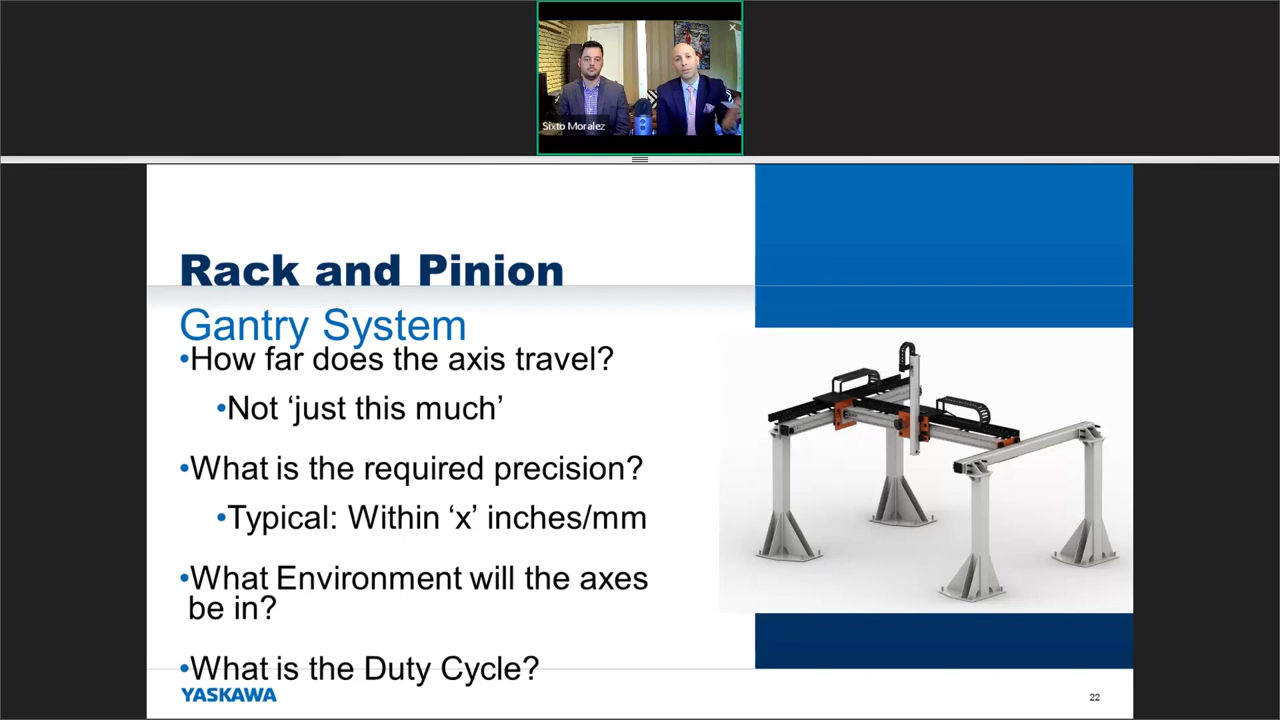 Sixto Moralez
Rack and Pinion
Gantry System
•How far does the axis travel?
•Not ‘just this much’
•What is the required precision?
•Typical: Within ‘x’ inches/mm
•What Environment will the axes
be in?
•What is the Duty Cycle?
YASKAWA
22